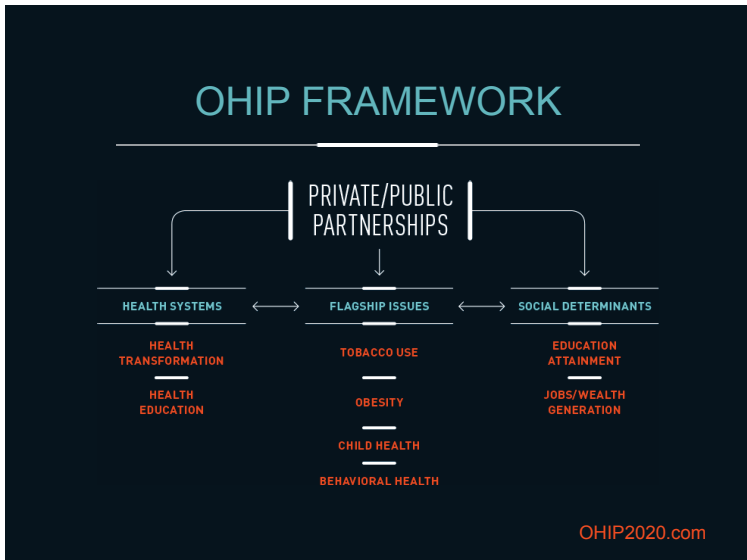 OHIP FRAMEWORK
PRIVATE/PUBLIC
PARTNERSHIPS
HEALTH SYSTEMS
FLAGSHIP ISSUES
SOCIAL DETERMINANTS
HEALTH
TRANSFORMATION
HEALTH
EDUCATION
TOBACCO USE
OBESITY
CHILD HEALTH
BEHAVIORAL HEALTH
EDUCATION
ATTAINMENT
JOBS/WEALTH
GENERATION
OHIP2020.com